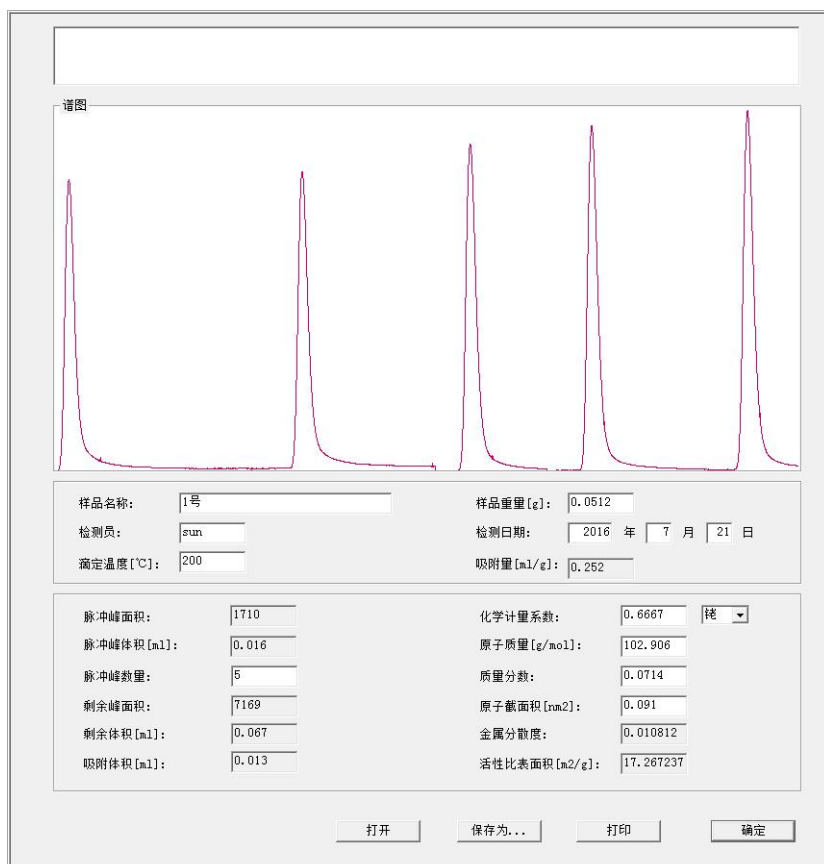 谱图
样品名称: 1号 样品重量[g]: 0.0512
检测员: sun 检测日期: 2016 年 7 月 21 日
滴定温度[℃]: 200 吸附量[ml/g]: 0.252
脉冲峰面积: 1710 化学计量系数: 0.6667 铑
脉冲峰体积[ml]: 0.016 原子质量[g/mol]: 102.906
脉冲峰数量: 5 质量分数: 0.0714
剩余峰面积: 7169 原子截面积[nm2]: 0.091
剩余体积[ml]: 0.067 金属分散度: 0.010812
吸附体积[ml]: 0.013 活性比表面积[m2/g]: 17.267237
打开 保存为... 打印 确定